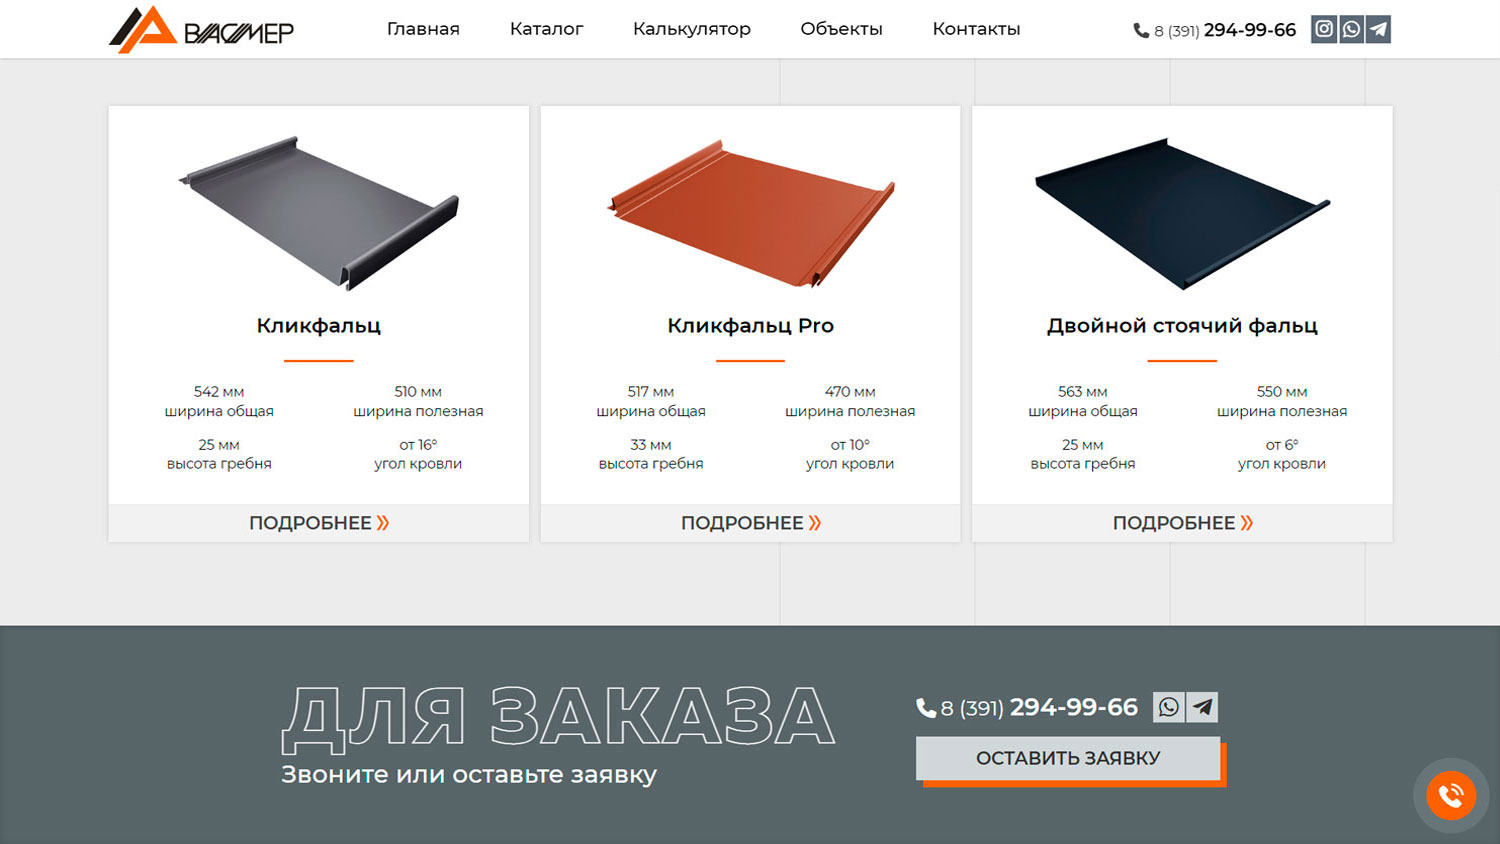 ВАСМЕР
Главная
Каталог
Калькулятор
Объекты
Контакты
8 (391) 294-99-66
Кликфальц
542 мм
ширина общая
510 мм
ширина полезная
25 мм
высота гребня
от 16°
угол кровли
ПОДРОБНЕЕ
Кликфальц Pro
517 мм
ширина общая
470 мм
ширина полезная
33 мм
высота гребня
от 10°
угол кровли
ПОДРОБНЕЕ
Двойной стоячий фальц
563 мм
ширина общая
550 мм
ширина полезная
25 мм
высота гребня
от 6°
угол кровли
ПОДРОБНЕЕ
ДЛЯ ЗАКАЗА
Звоните или оставьте заявку
8 (391) 294-99-66
ОСТАВИТЬ ЗАЯВКУ